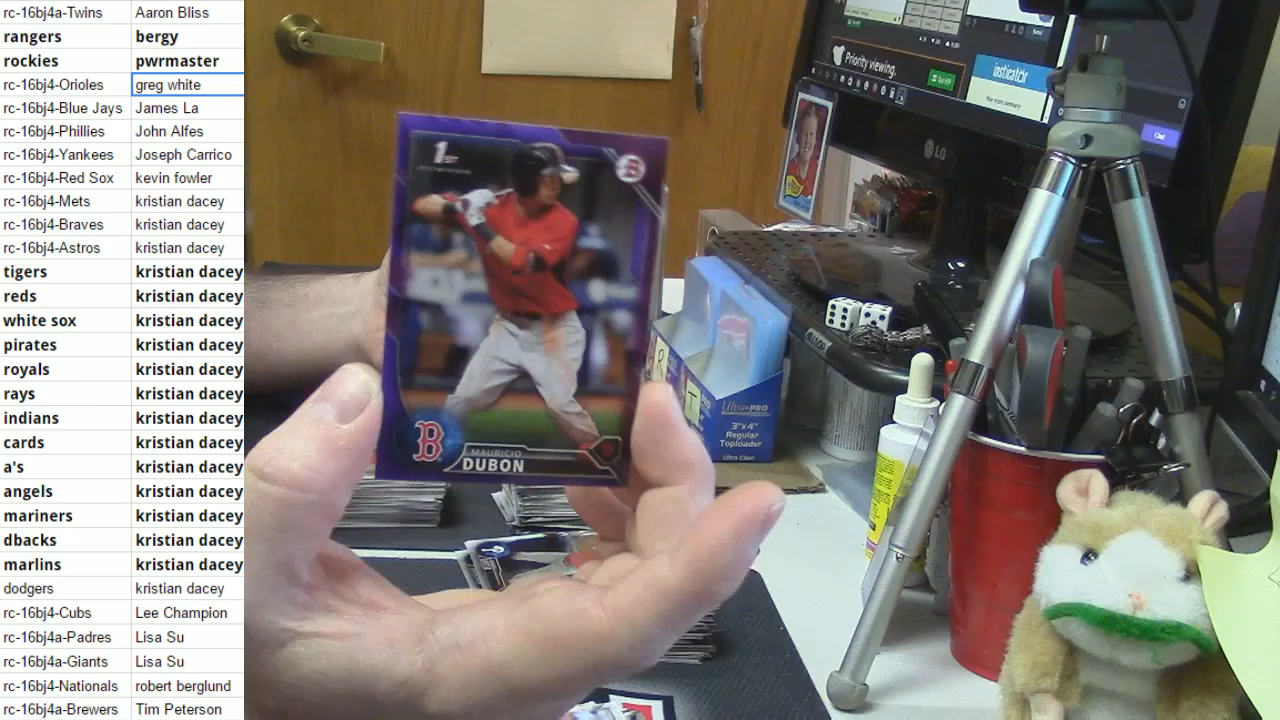 rc-16bj4a-Twins Aaron Bliss
rangers bergy
rockies pwrmaster
rc-16bj4-Orioles greg white
rc-16bj4-Blue Jays James La
rc-16bj4-Phillies John Alfes
rc-16bj4-Yankees Joseph Carrico
rc-16bj4-Red Sox kevin fowler
rc-16bj4-Mets kristian dacey
rc-16bj4-Braves kristian dacey
rc-16bj4-Astros kristian dacey
tigers kristian dacey
reds kristian dacey
white sox kristian dacey
pirates kristian dacey
royals kristian dacey
rays kristian dacey
indians kristian dacey
cards kristian dacey
a's kristian dacey
angels kristian dacey
mariners kristian dacey
dbacks kristian dacey
marlins kristian dacey
dodgers kristian dacey
rc-16bj4-Cubs Lee Champion
rc-16bj4a-Padres Lisa Su
rc-16bj4a-Giants Lisa Su
rc-16bj4-Nationals robert berglund
rc-16bj4a-Brewers Tim Peterson
1ST
B
B
MAURICIO
DUBON
Priority viewing.
insticator
LG
R
T
Ultra·PRO
3"x4"
Regular
Toploader
Ultra Clear